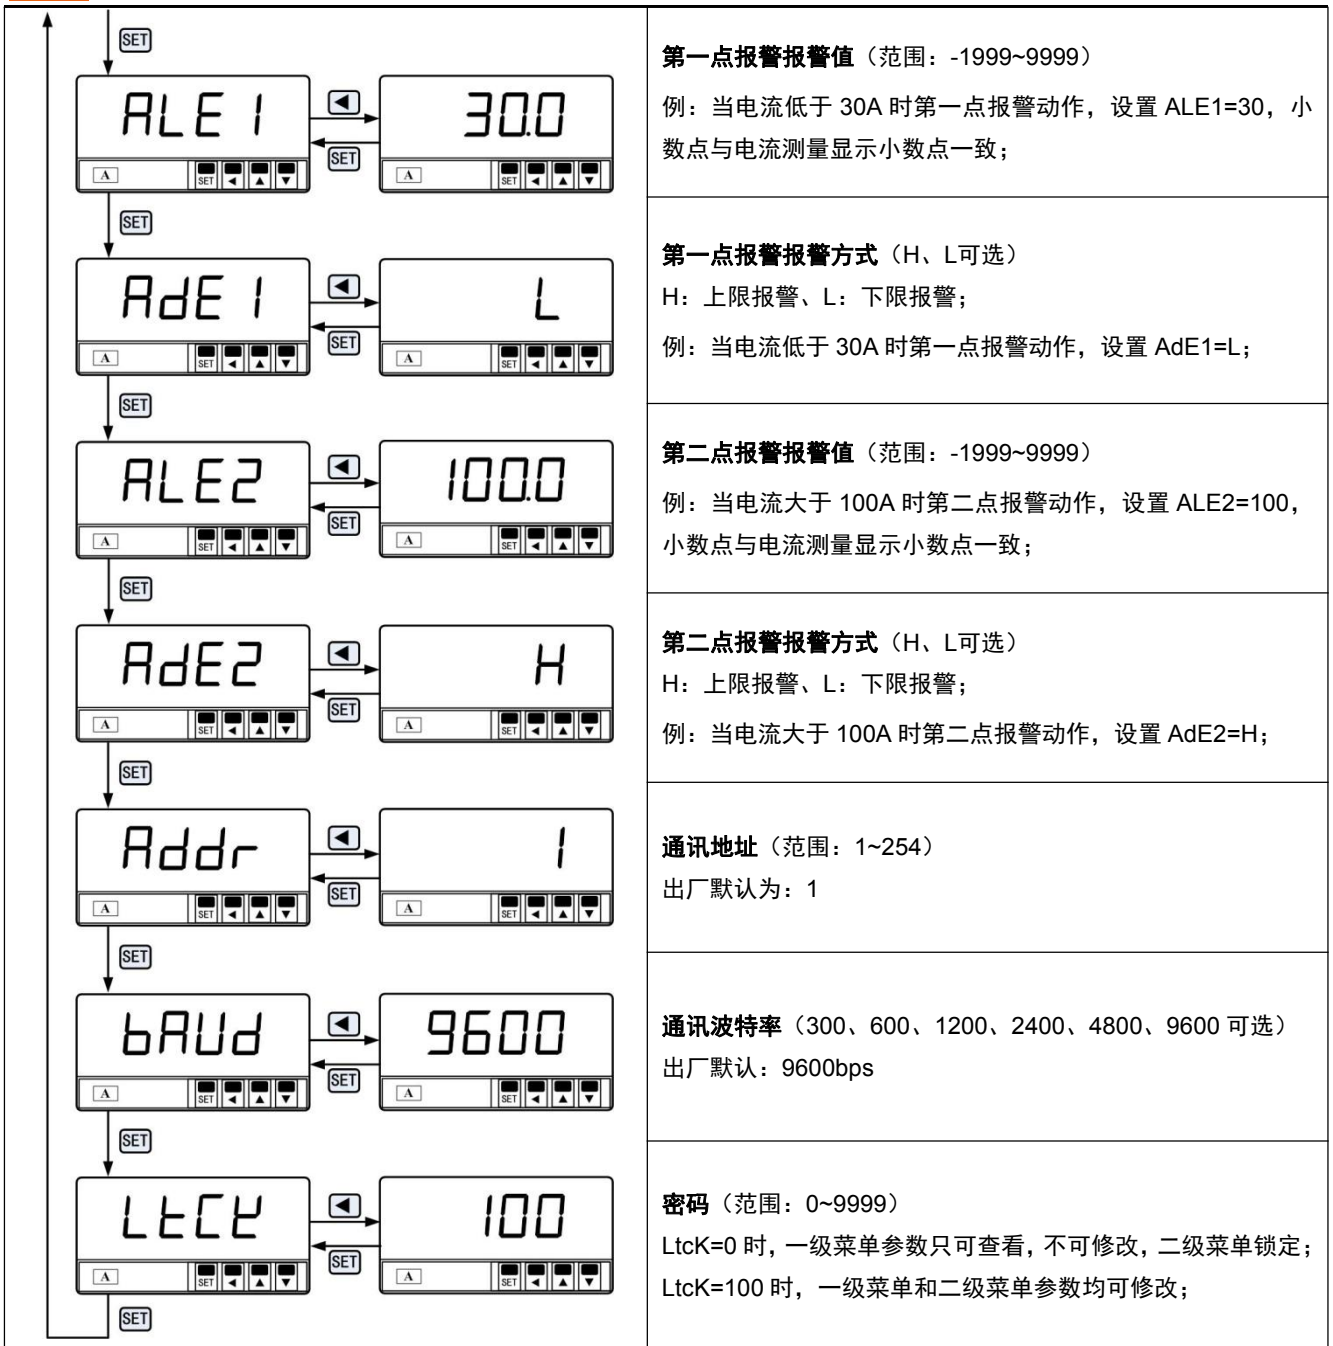 SET
ALE1
◀
30.0
SET
A
SET ◀ ▲ ▼
A
SET ◀ ▲ ▼
第一点报警报警值（范围：-1999~9999）
例：当电流低于 30A 时第一点报警动作，设置 ALE1=30，小
数点与电流测量显示小数点一致；
SET
AdE1
◀
L
SET
A
SET ◀ ▲ ▼
A
SET ◀ ▲ ▼
第一点报警报警方式（H、L可选）
H：上限报警、L：下限报警；
例：当电流低于 30A 时第一点报警动作，设置 AdE1=L；
SET
ALE2
◀
100.0
SET
A
SET ◀ ▲ ▼
A
SET ◀ ▲ ▼
第二点报警报警值（范围：-1999~9999）
例：当电流大于 100A 时第二点报警动作，设置 ALE2=100，
小数点与电流测量显示小数点一致；
SET
AdE2
◀
H
SET
A
SET ◀ ▲ ▼
A
SET ◀ ▲ ▼
第二点报警报警方式（H、L可选）
H：上限报警、L：下限报警；
例：当电流大于 100A 时第二点报警动作，设置 AdE2=H；
SET
Addr
◀
1
SET
A
SET ◀ ▲ ▼
A
SET ◀ ▲ ▼
通讯地址（范围：1~254）
出厂默认为：1
SET
bAUd
◀
9600
SET
A
SET ◀ ▲ ▼
A
SET ◀ ▲ ▼
通讯波特率（300、600、1200、2400、4800、9600 可选）
出厂默认：9600bps
SET
LtCK
◀
100
SET
A
SET ◀ ▲ ▼
A
SET ◀ ▲ ▼
密码（范围：0~9999）
LtcK=0 时，一级菜单参数只可查看，不可修改，二级菜单锁定；
LtcK=100 时，一级菜单和二级菜单参数均可修改；
SET